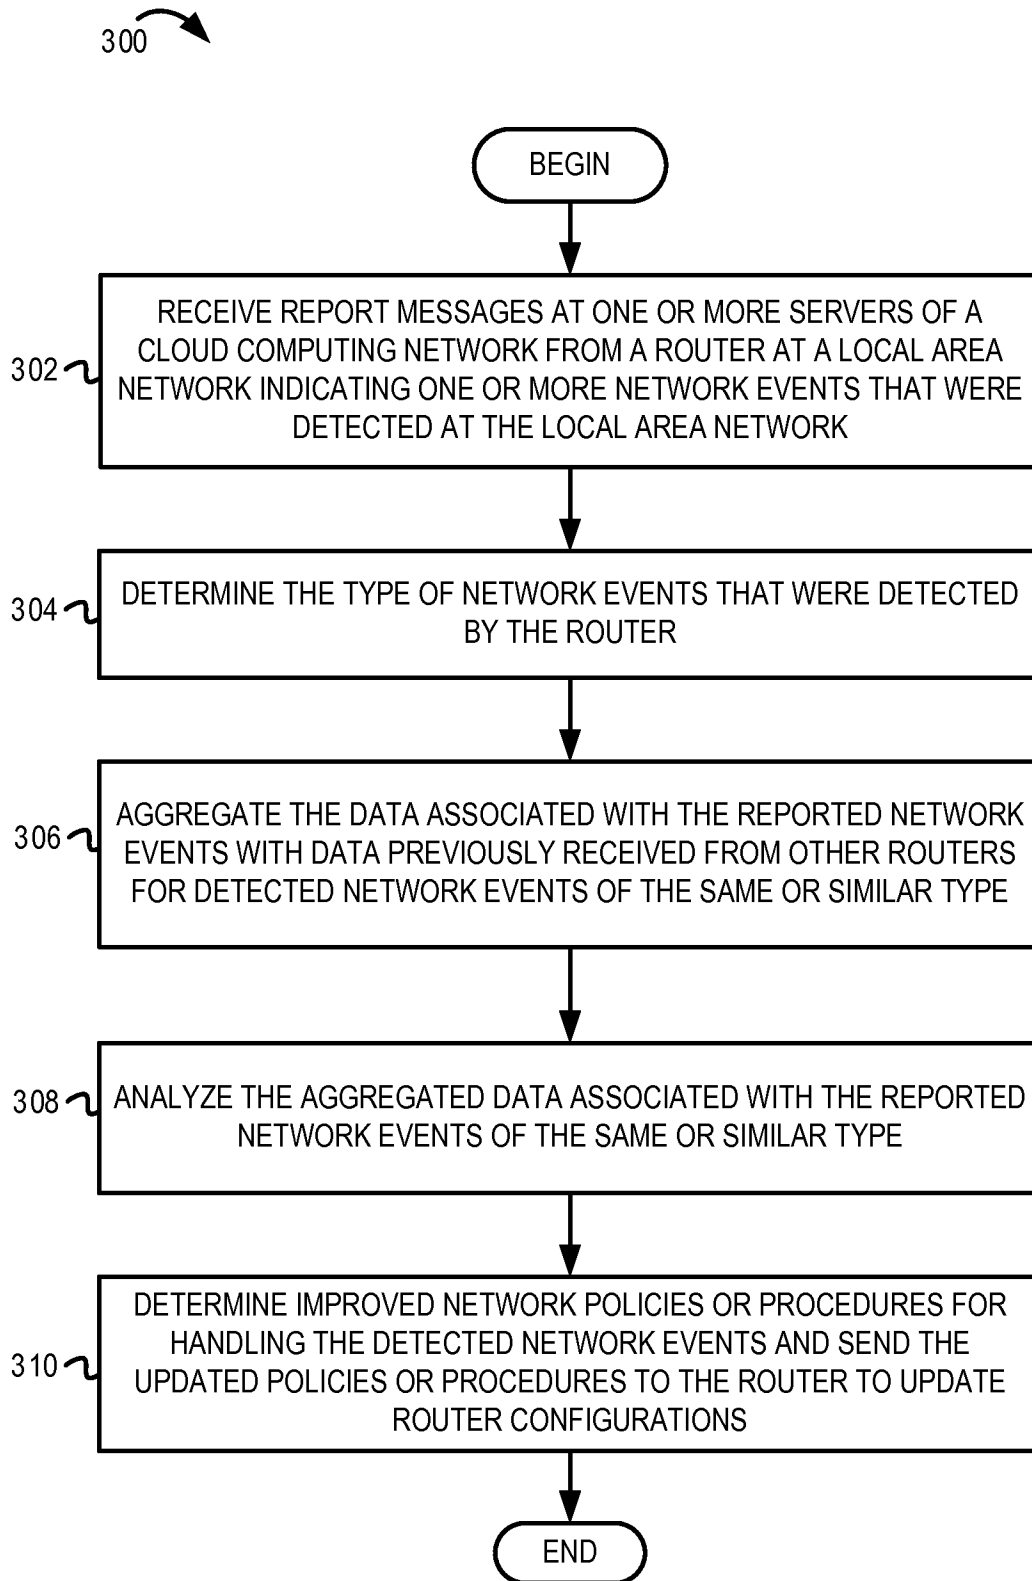 300
BEGIN
RECEIVE REPORT MESSAGES AT ONE OR MORE SERVERS OF A
CLOUD COMPUTING NETWORK FROM A ROUTER AT A LOCAL AREA
NETWORK INDICATING ONE OR MORE NETWORK EVENTS THAT WERE
DETECTED AT THE LOCAL AREA NETWORK
302
DETERMINE THE TYPE OF NETWORK EVENTS THAT WERE DETECTED
BY THE ROUTER
304
AGGREGATE THE DATA ASSOCIATED WITH THE REPORTED NETWORK
EVENTS WITH DATA PREVIOUSLY RECEIVED FROM OTHER ROUTERS
FOR DETECTED NETWORK EVENTS OF THE SAME OR SIMILAR TYPE
306
ANALYZE THE AGGREGATED DATA ASSOCIATED WITH THE REPORTED
NETWORK EVENTS OF THE SAME OR SIMILAR TYPE
308
DETERMINE IMPROVED NETWORK POLICIES OR PROCEDURES FOR
HANDLING THE DETECTED NETWORK EVENTS AND SEND THE
UPDATED POLICIES OR PROCEDURES TO THE ROUTER TO UPDATE
ROUTER CONFIGURATIONS
310
END